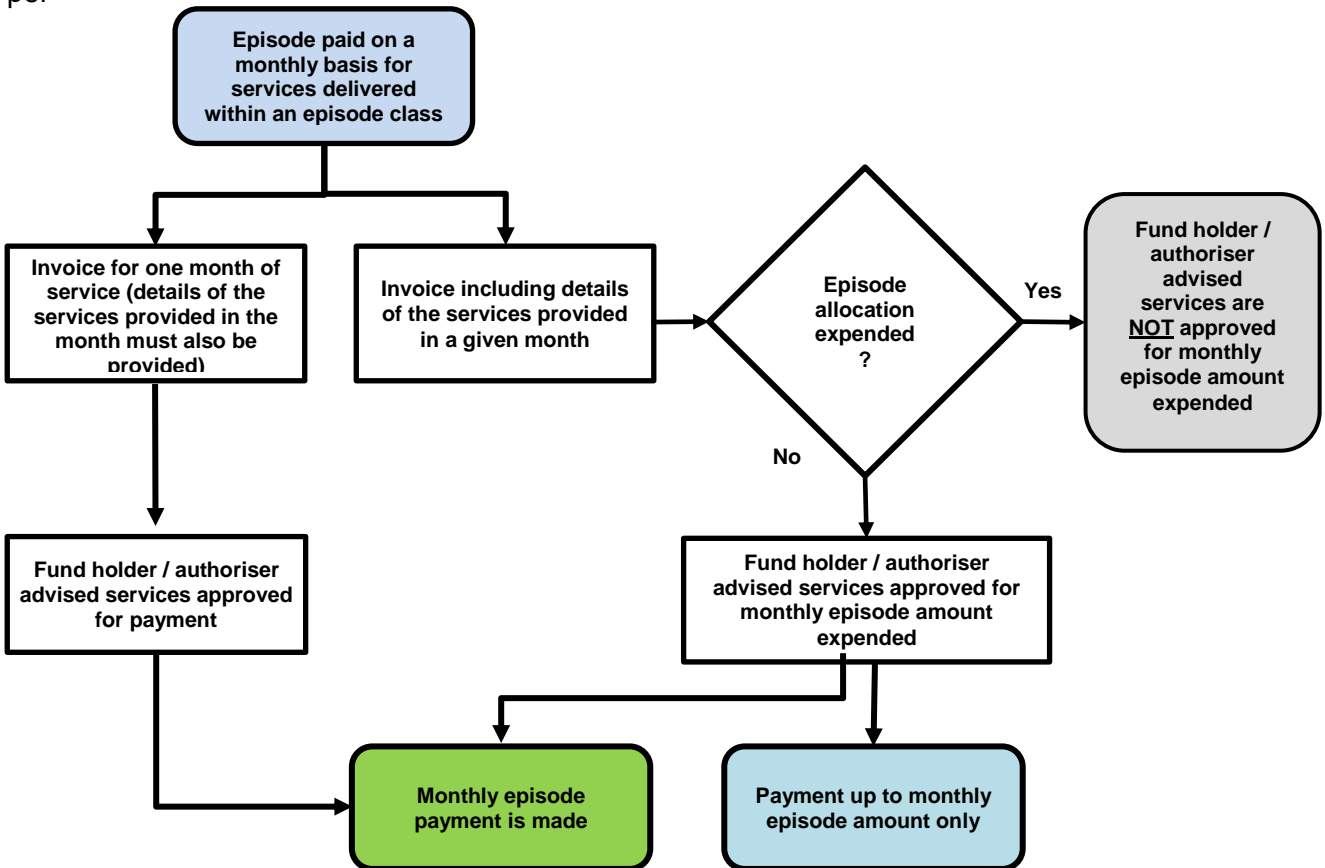 Episode paid on a
monthly basis for
services delivered
within an episode class
Invoice for one month of
service (details of the
services provided in the
month must also be
provided)
Invoice including details
of the services provided
in a given month
Episode
allocation
expended
?
Yes
Fund holder /
authoriser
advised
services are
NOT approved
for monthly
episode amount
expended
No
Fund holder / authoriser
advised services approved
for payment
Fund holder / authoriser
advised services approved for
monthly episode amount
expended
Monthly episode
payment is made
Payment up to monthly
episode amount only